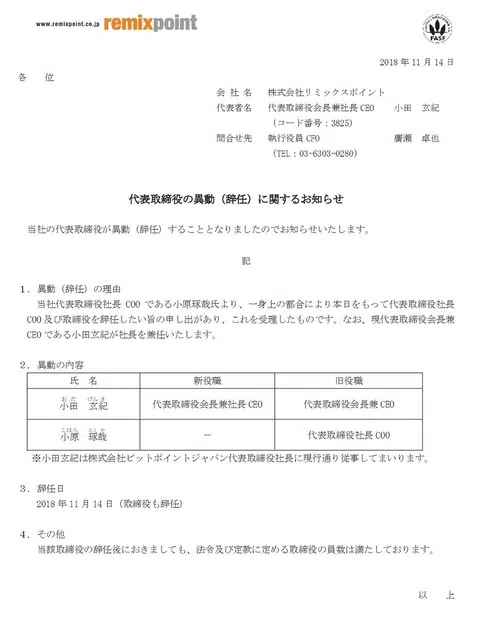 www.remixpoint.co.jp remixpoint
FASF
2018 年 11 月 14 日
各 位
会 社 名 株式会社リミックスポイント
代表者名 代表取締役会長兼社長 CEO 小田 玄紀
（コード番号：3825）
問合せ先 執行役員 CFO 廣瀬 卓也
（TEL：03-6303-0280）
代表取締役の異動（辞任）に関するお知らせ
当社の代表取締役が異動（辞任）することとなりましたのでお知らせいたします。
記
１．異動（辞任）の理由
当社代表取締役社長 COO である小原琢哉氏より、一身上の都合により本日をもって代表取締役社長
COO 及び取締役を辞任したい旨の申し出があり、これを受理したものです。なお、現代表取締役会長兼
CEO である小田玄紀が社長を兼任いたします。
２．異動の内容
氏 名 新役職 旧役職
おだ げんき
小田 玄紀 代表取締役会長兼社長 CEO 代表取締役会長兼 CEO
こはら たくや
小原 琢哉 － 代表取締役社長 COO
※小田玄紀は株式会社ビットポイントジャパン代表取締役社長に現行通り従事してまいります。
３．辞任日
2018 年 11 月 14 日（取締役も辞任）
４．その他
当該取締役の辞任後におきましても、法令及び定款に定める取締役の員数は満たしております。
以 上